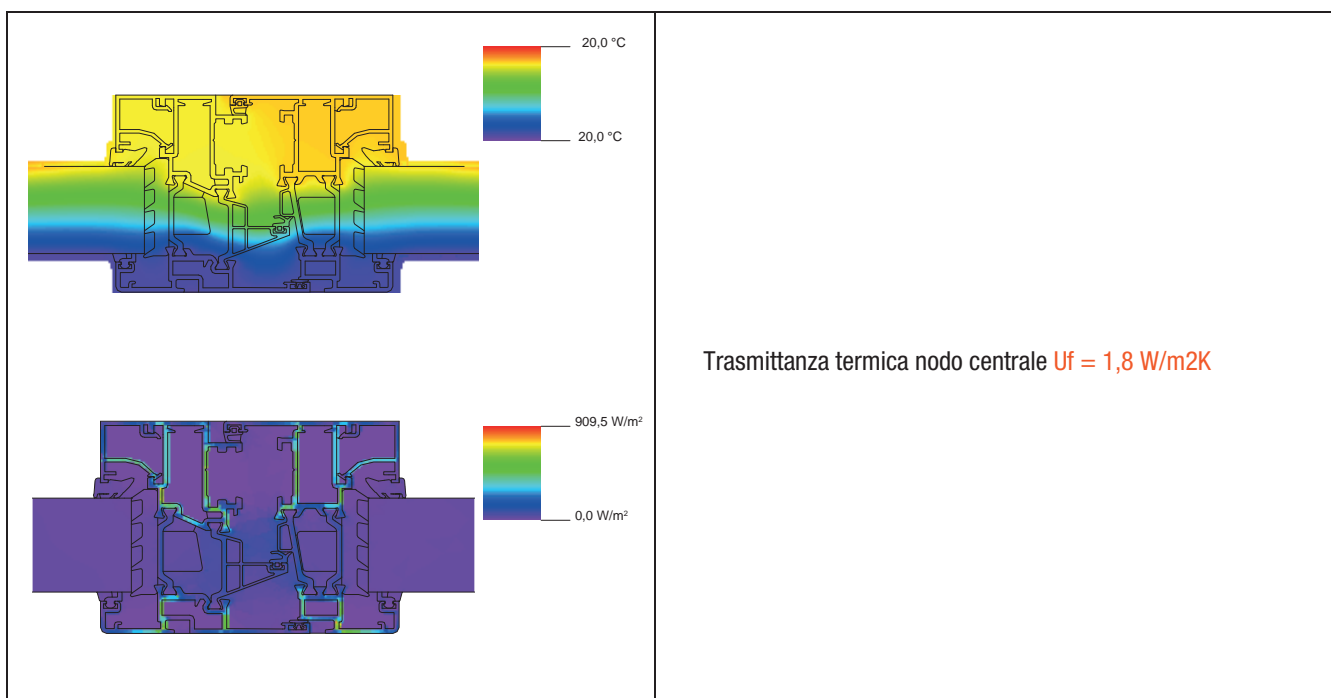 20,0 °C
20,0 °C
Trasmittanza termica nodo centrale Uf = 1,8 W/m2K
909,5 W/m²
0,0 W/m²